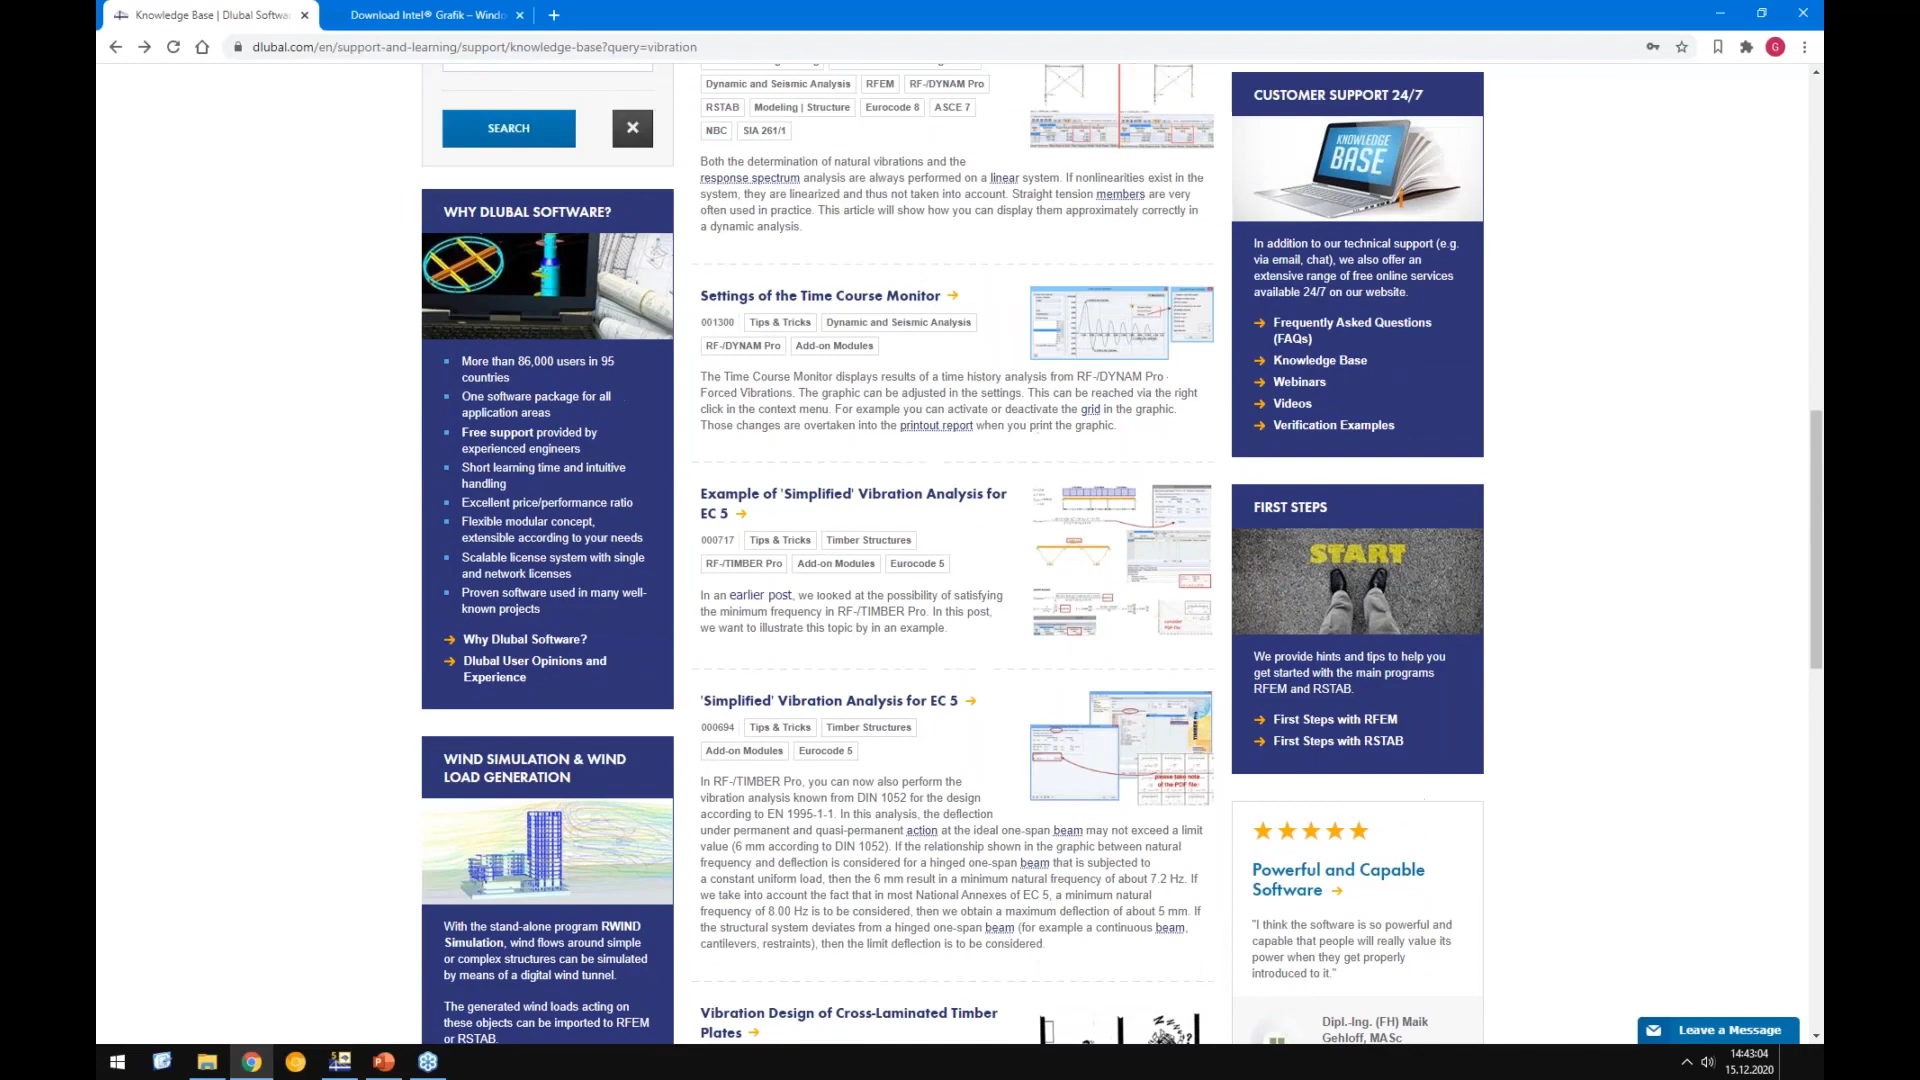 Knowledge Base | Dlubal Softwar
Download Intel® Grafik – Windo
dlubal.com/en/support-and-learning/support/knowledge-base?query=vibration
G
SEARCH
WHY DLUBAL SOFTWARE?
More than 86,000 users in 95
countries
One software package for all
application areas
Free support provided by
experienced engineers
Short learning time and intuitive
handling
Excellent price/performance ratio
Flexible modular concept,
extensible according to your needs
Scalable license system with single
and network licenses
Proven software used in many well-
known projects
Why Dlubal Software?
Dlubal User Opinions and
Experience
WIND SIMULATION & WIND
LOAD GENERATION
With the stand-alone program RWIND
Simulation, wind flows around simple
or complex structures can be simulated
by means of a digital wind tunnel.
The generated wind loads acting on
these objects can be imported to RFEM
or RSTAB.
Dynamic and Seismic Analysis RFEM RF-/DYNAM Pro
RSTAB Modeling | Structure Eurocode 8 ASCE 7
NBC SIA 261/1
Both the determination of natural vibrations and the
response spectrum analysis are always performed on a linear system. If nonlinearities exist in the
system, they are linearized and thus not taken into account. Straight tension members are very
often used in practice. This article will show how you can display them approximately correctly in
a dynamic analysis.
Settings of the Time Course Monitor
001300 Tips & Tricks Dynamic and Seismic Analysis
RF-/DYNAM Pro Add-on Modules
The Time Course Monitor displays results of a time history analysis from RF-/DYNAM Pro -
Forced Vibrations. The graphic can be adjusted in the settings. This can be reached via the right
click in the context menu. For example you can activate or deactivate the grid in the graphic.
Those changes are overtaken into the printout report when you print the graphic.
Example of 'Simplified' Vibration Analysis for
EC 5
000717 Tips & Tricks Timber Structures
RF-/TIMBER Pro Add-on Modules Eurocode 5
In an earlier post, we looked at the possibility of satisfying
the minimum frequency in RF-/TIMBER Pro. In this post,
we want to illustrate this topic by in an example.
'Simplified' Vibration Analysis for EC 5
000694 Tips & Tricks Timber Structures
Add-on Modules Eurocode 5
please take note
of the PDF file!
In RF-/TIMBER Pro, you can now also perform the
vibration analysis known from DIN 1052 for the design
according to EN 1995-1-1. In this analysis, the deflection
under permanent and quasi-permanent action at the ideal one-span beam may not exceed a limit
value (6 mm according to DIN 1052). If the relationship shown in the graphic between natural
frequency and deflection is considered for a hinged one-span beam that is subjected to
a constant uniform load, then the 6 mm result in a minimum natural frequency of about 7.2 Hz. If
we take into account the fact that in most National Annexes of EC 5, a minimum natural
frequency of 8.00 Hz is to be considered, then we obtain a maximum deflection of about 5 mm. If
the structural system deviates from a hinged one-span beam (for example a continuous beam,
cantilevers, restraints), then the limit deflection is to be considered.
Vibration Design of Cross-Laminated Timber
Plates
CUSTOMER SUPPORT 24/7
KNOWLEDGE
BASE
In addition to our technical support (e.g.
via email, chat), we also offer an
extensive range of free online services
available 24/7 on our website.
Frequently Asked Questions
(FAQs)
Knowledge Base
Webinars
Videos
Verification Examples
FIRST STEPS
START
We provide hints and tips to help you
get started with the main programs
RFEM and RSTAB.
First Steps with RFEM
First Steps with RSTAB
Powerful and Capable
Software
"I think the software is so powerful and
capable that people will really value its
power when they get properly
introduced to it."
Dipl.-Ing. (FH) Maik
Gehloff, MASc
Leave a Message
14:43:04
15.12.2020